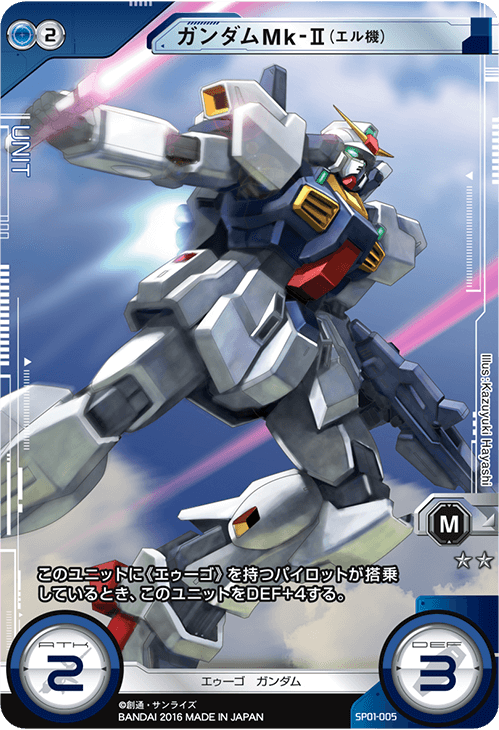 2
ガンダムMk-Ⅱ(エル機)
UNIT
Illus:Kazuyuki Hayashi
M
★★
このユニットに《エゥーゴ》を持つパイロットが搭乗
しているとき、このユニットをDEF+4する。
ATK
2
DEF
3
エゥーゴ ガンダム
©創通・サンライズ
BANDAI 2016 MADE IN JAPAN
SP01-005